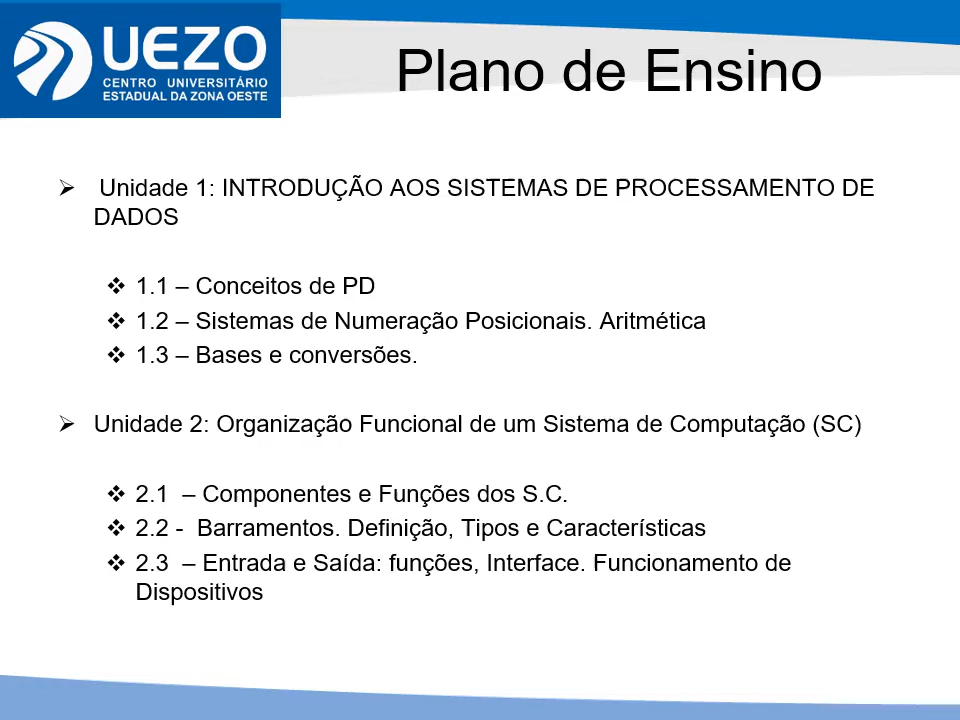 UEZO
CENTRO UNIVERSITÁRIO
ESTADUAL DA ZONA OESTE
Plano de Ensino
Unidade 1: INTRODUÇÃO AOS SISTEMAS DE PROCESSAMENTO DE
DADOS
1.1 – Conceitos de PD
1.2 – Sistemas de Numeração Posicionais. Aritmética
1.3 – Bases e conversões.
Unidade 2: Organização Funcional de um Sistema de Computação (SC)
2.1 – Componentes e Funções dos S.C.
2.2 - Barramentos. Definição, Tipos e Características
2.3 – Entrada e Saída: funções, Interface. Funcionamento de
Dispositivos